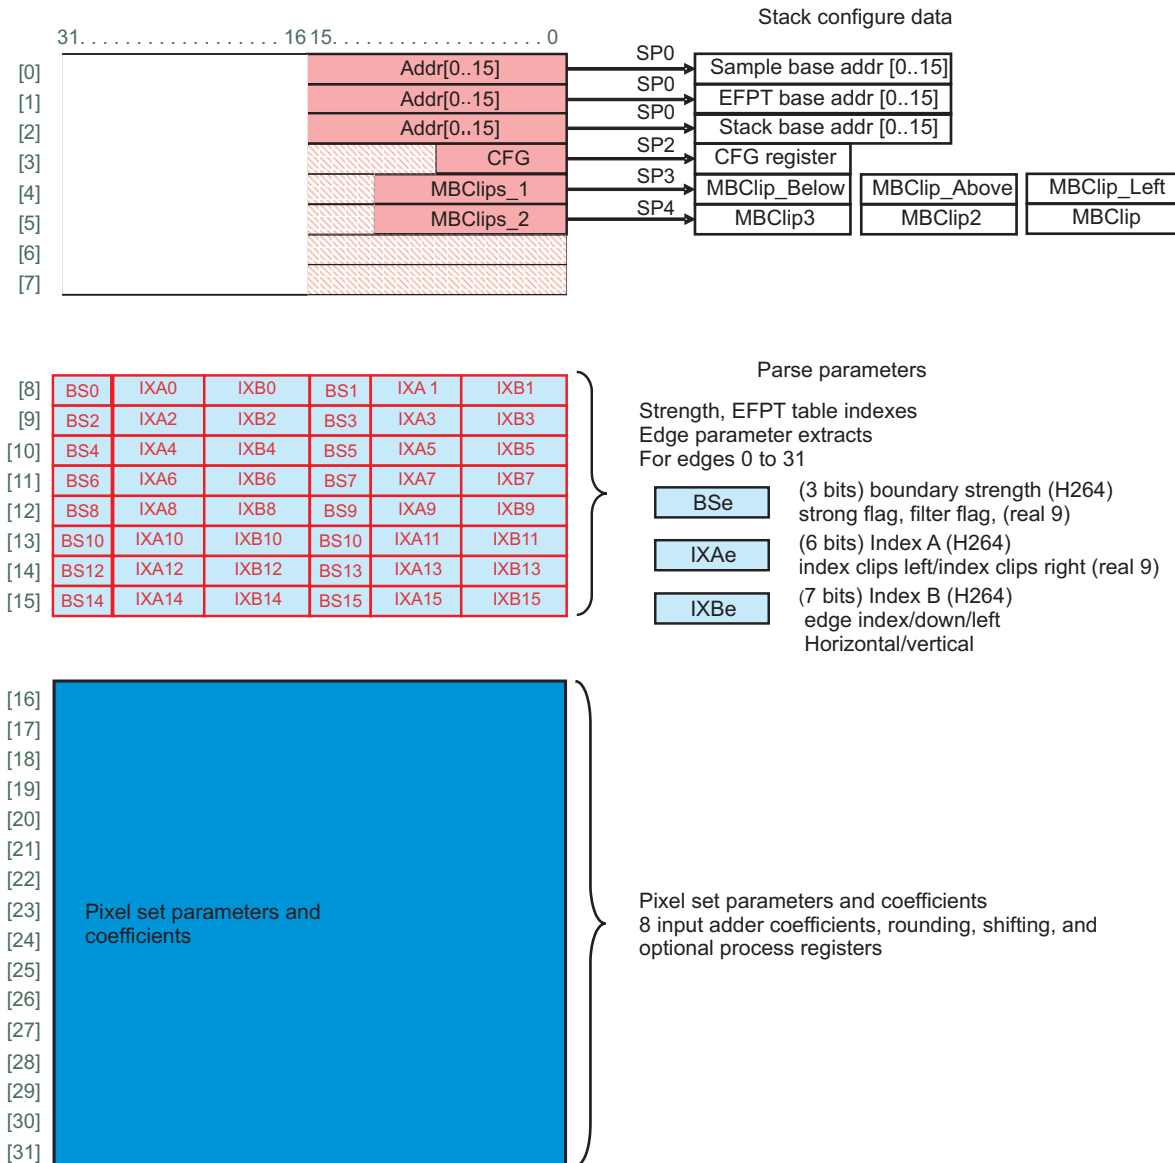 Stack configure data
31. . . . . . . . . . . . . . . . . . 16 15. . . . . . . . . . . . . . . . . . . 0
[0] Addr[0..15] SP0 Sample base addr [0..15]
[1] Addr[0..15] SP0 EFPT base addr [0..15]
[2] Addr[0..15] SP0 Stack base addr [0..15]
[3] CFG SP2 CFG register
[4] MBClips_1 SP3 MBClip_Below MBClip_Above MBClip_Left
[5] MBClips_2 SP4 MBClip3 MBClip2 MBClip
[6]
[7]
Parse parameters
[8] BS0 IXA0 IXB0 BS1 IXA 1 IXB1
[9] BS2 IXA2 IXB2 BS3 IXA3 IXB3
[10] BS4 IXA4 IXB4 BS5 IXA5 IXB5
[11] BS6 IXA6 IXB6 BS7 IXA7 IXB7
[12] BS8 IXA8 IXB8 BS9 IXA9 IXB9
[13] BS10 IXA10 IXB10 BS10 IXA11 IXB11
[14] BS12 IXA12 IXB12 BS13 IXA13 IXB13
[15] BS14 IXA14 IXB14 BS15 IXA15 IXB15
Strength, EFPT table indexes
Edge parameter extracts
For edges 0 to 31
BSe
(3 bits) boundary strength (H264)
strong flag, filter flag, (real 9)
IXAe
(6 bits) Index A (H264)
index clips left/index clips right (real 9)
IXBe
(7 bits) Index B (H264)
edge index/down/left
Horizontal/vertical
[16]
[17]
[18]
[19]
[20]
[21]
[22]
[23]
[24]
[25]
[26]
[27]
[28]
[29]
[30]
[31]
Pixel set parameters and
coefficients
Pixel set parameters and coefficients
8 input adder coefficients, rounding, shifting, and
optional process registers